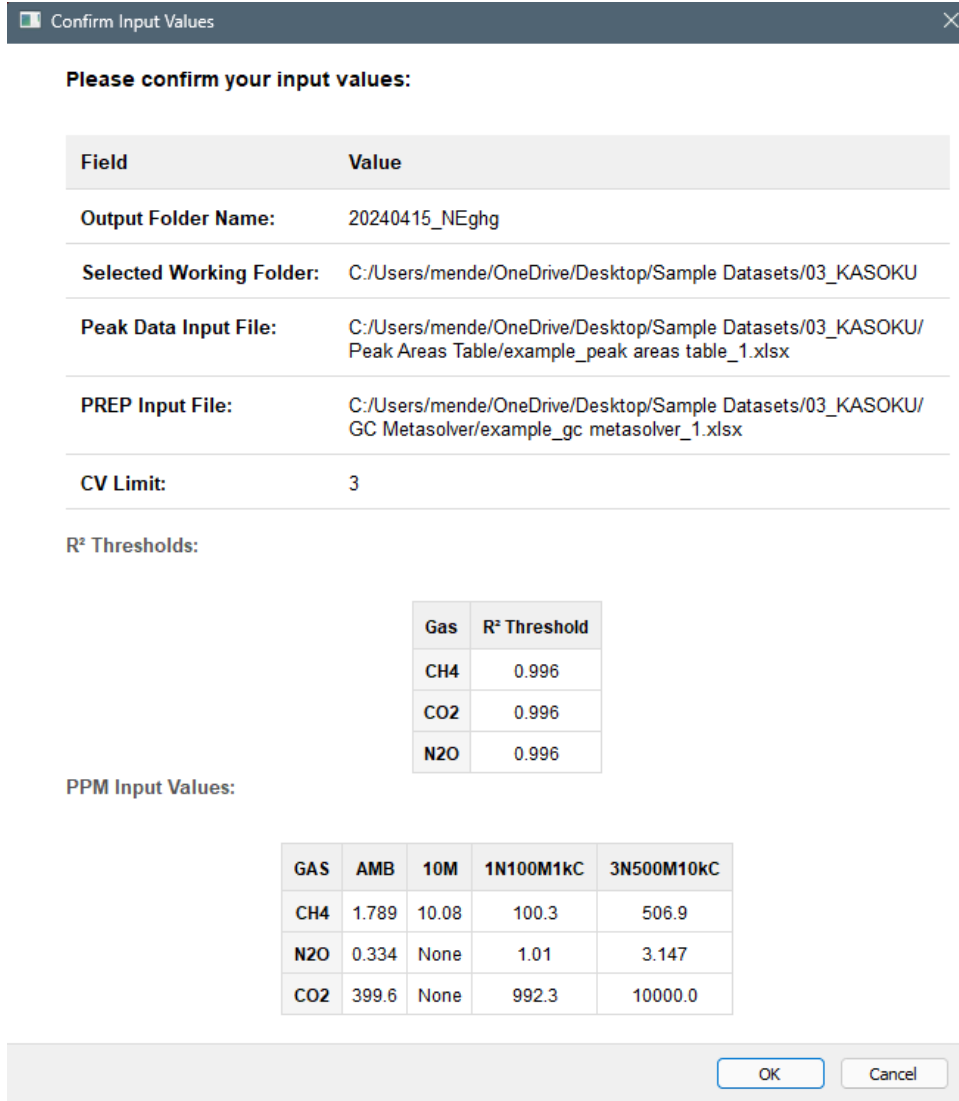 Confirm Input Values
Please confirm your input values:
Field Value
Output Folder Name: 20240415_NEghg
Selected Working Folder: C:/Users/mende/OneDrive/Desktop/Sample Datasets/03_KASOKU
Peak Data Input File: C:/Users/mende/OneDrive/Desktop/Sample Datasets/03_KASOKU/
Peak Areas Table/example_peak areas table_1.xlsx
PREP Input File: C:/Users/mende/OneDrive/Desktop/Sample Datasets/03_KASOKU/
GC Metasolver/example_gc metasolver_1.xlsx
CV Limit: 3
R² Thresholds:
Gas R² Threshold
CH4 0.996
CO2 0.996
N2O 0.996
PPM Input Values:
GAS AMB 10M 1N100M1kC 3N500M10kC
CH4 1.789 10.08 100.3 506.9
N2O 0.334 None 1.01 3.147
CO2 399.6 None 992.3 10000.0
OK Cancel